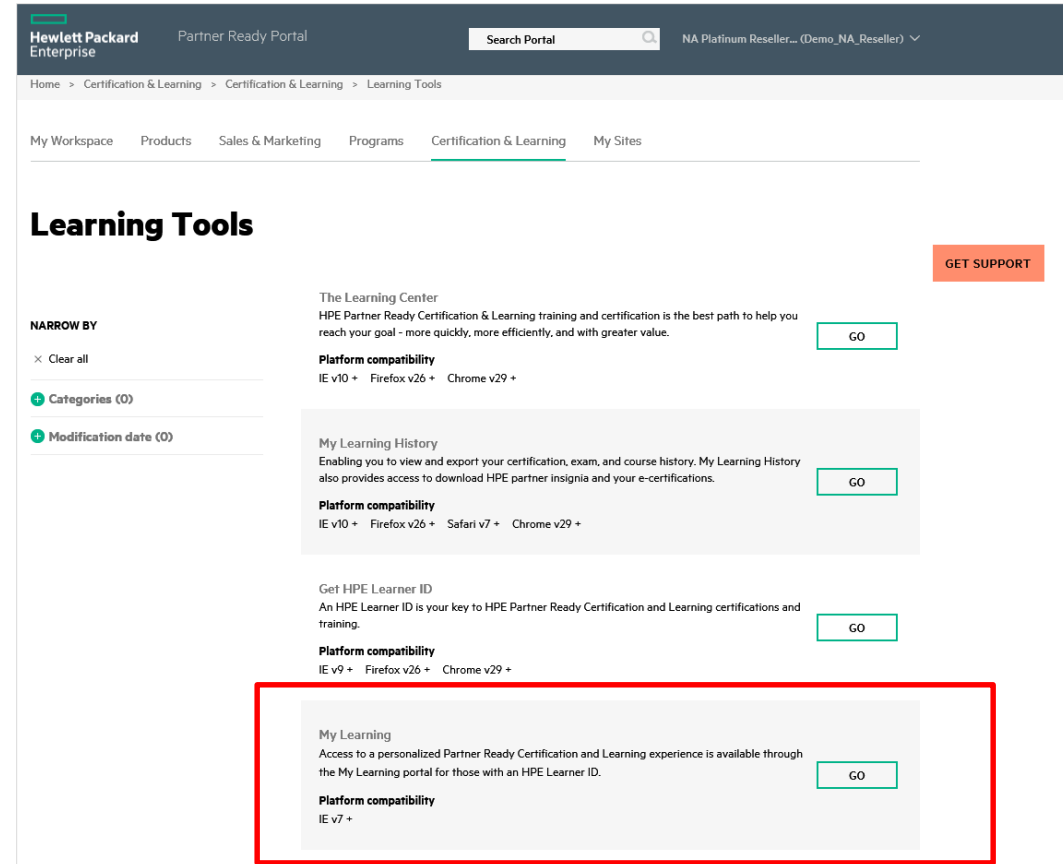 Hewlett Packard
Enterprise
Partner Ready Portal
Search Portal
NA Platinum Reseller... (Demo_NA_Reseller)
Home > Certification & Learning > Certification & Learning > Learning Tools
My Workspace Products Sales & Marketing Programs Certification & Learning My Sites
Learning Tools
GET SUPPORT
NARROW BY
× Clear all
Categories (0)
Modification date (0)
The Learning Center
HPE Partner Ready Certification & Learning training and certification is the best path to help you
reach your goal - more quickly, more efficiently, and with greater value.
GO
Platform compatibility
IE v10 + Firefox v26 + Chrome v29 +
My Learning History
Enabling you to view and export your certification, exam, and course history. My Learning History
also provides access to download HPE partner insignia and your e-certifications.
GO
Platform compatibility
IE v10 + Firefox v26 + Safari v7 + Chrome v29 +
Get HPE Learner ID
An HPE Learner ID is your key to HPE Partner Ready Certification and Learning certifications and
training.
GO
Platform compatibility
IE v9 + Firefox v26 + Chrome v29 +
My Learning
Access to a personalized Partner Ready Certification and Learning experience is available through
the My Learning portal for those with an HPE Learner ID.
GO
Platform compatibility
IE v7 +